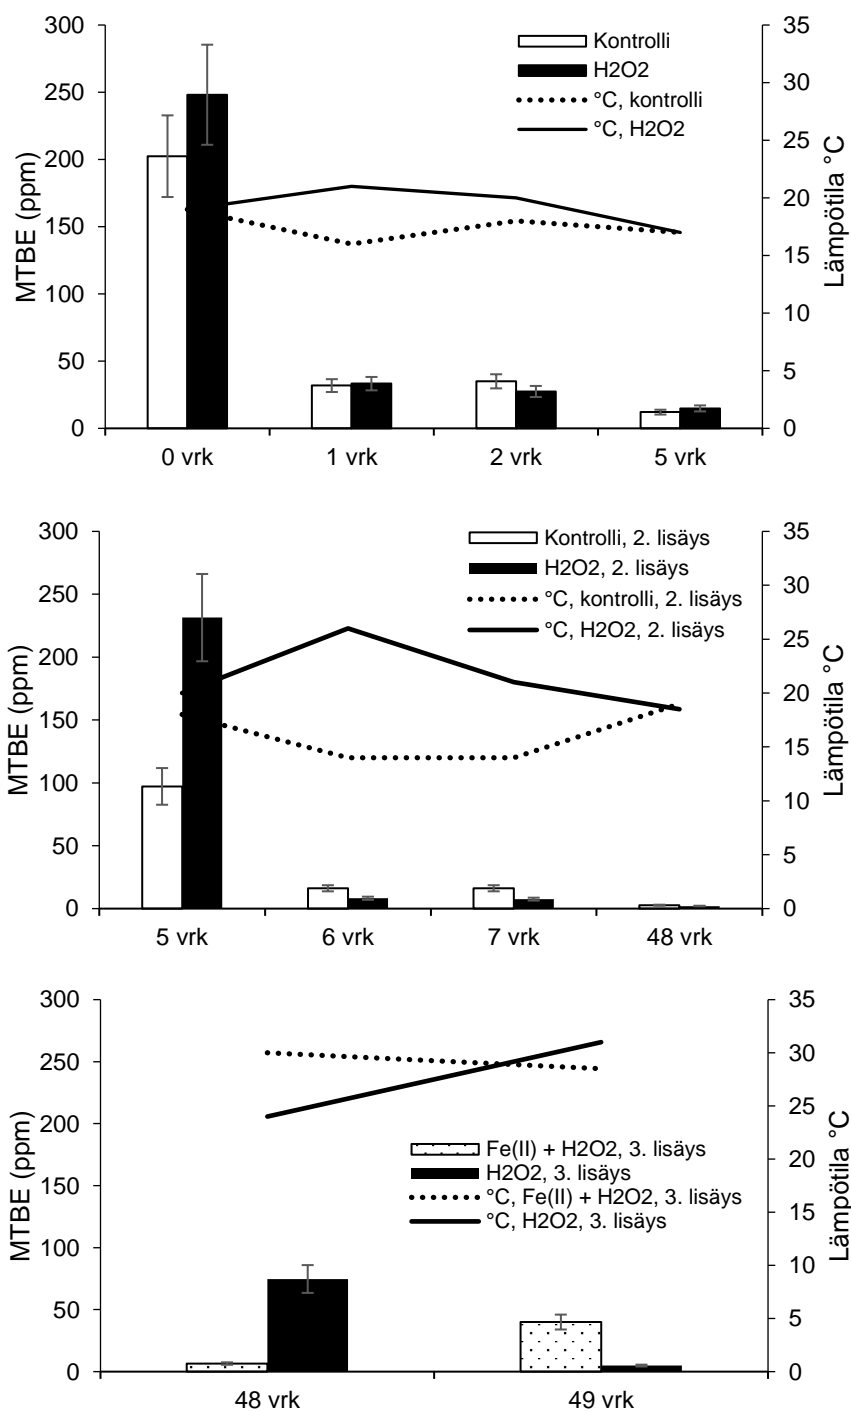 300
250
200
150
100
50
0
MTBE (ppm)
35
30
25
20
15
10
5
0
Lämpötila °C
Kontrolli
H2O2
°C, kontrolli
°C, H2O2
0 vrk
1 vrk
2 vrk
5 vrk
300
250
200
150
100
50
0
MTBE (ppm)
35
30
25
20
15
10
5
0
Lämpötila °C
Kontrolli, 2. lisäys
H2O2, 2. lisäys
°C, kontrolli, 2. lisäys
°C, H2O2, 2. lisäys
5 vrk
6 vrk
7 vrk
48 vrk
300
250
200
150
100
50
0
MTBE (ppm)
35
30
25
20
15
10
5
0
Lämpötila °C
Fe(II) + H2O2, 3. lisäys
H2O2, 3. lisäys
°C, Fe(II) + H2O2, 3. lisäys
°C, H2O2, 3. lisäys
48 vrk
49 vrk